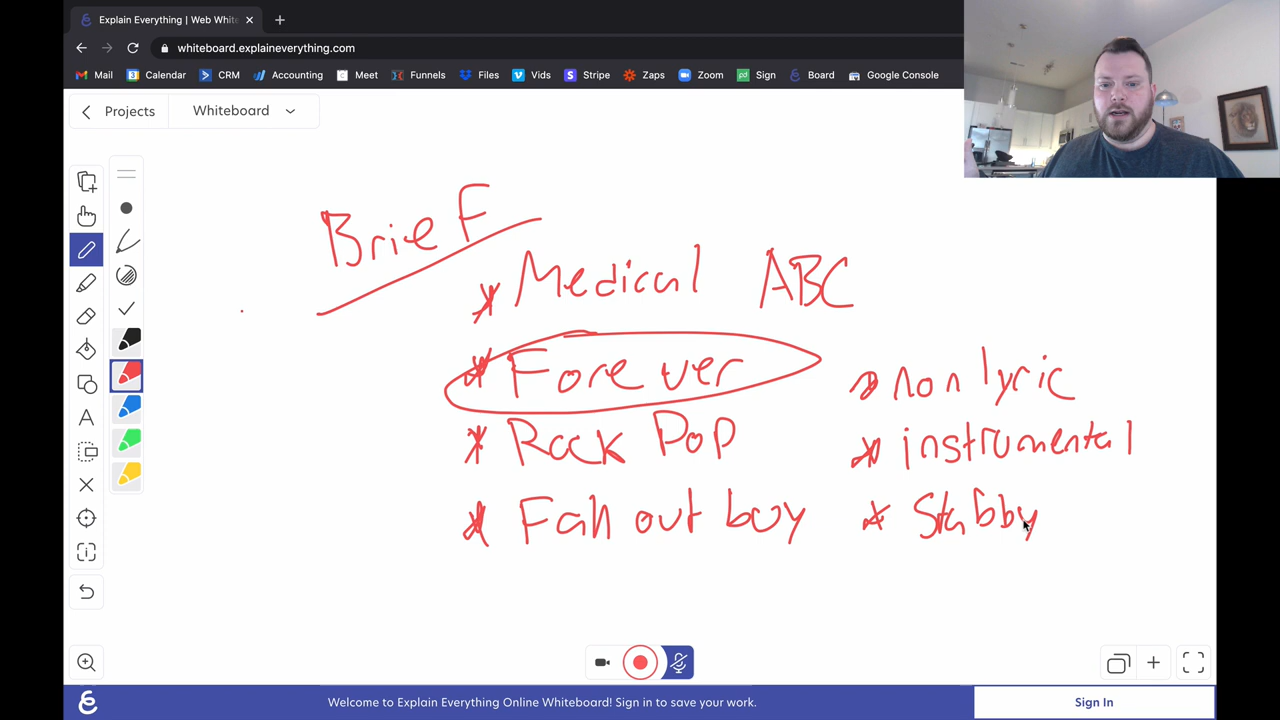 Explain Everything | Web White
whiteboard.explaineverything.com
Mail Calendar CRM Accounting Meet Funnels Files Vids Stripe Zaps Zoom Sign Board Google Console
Projects Whiteboard
BrieF
* Medical ABC
* Forever
* Rock Pop
* Fall out buy
* non lyric
* instrumental
* Stabby
Welcome to Explain Everything Online Whiteboard! Sign in to save your work.
Sign In